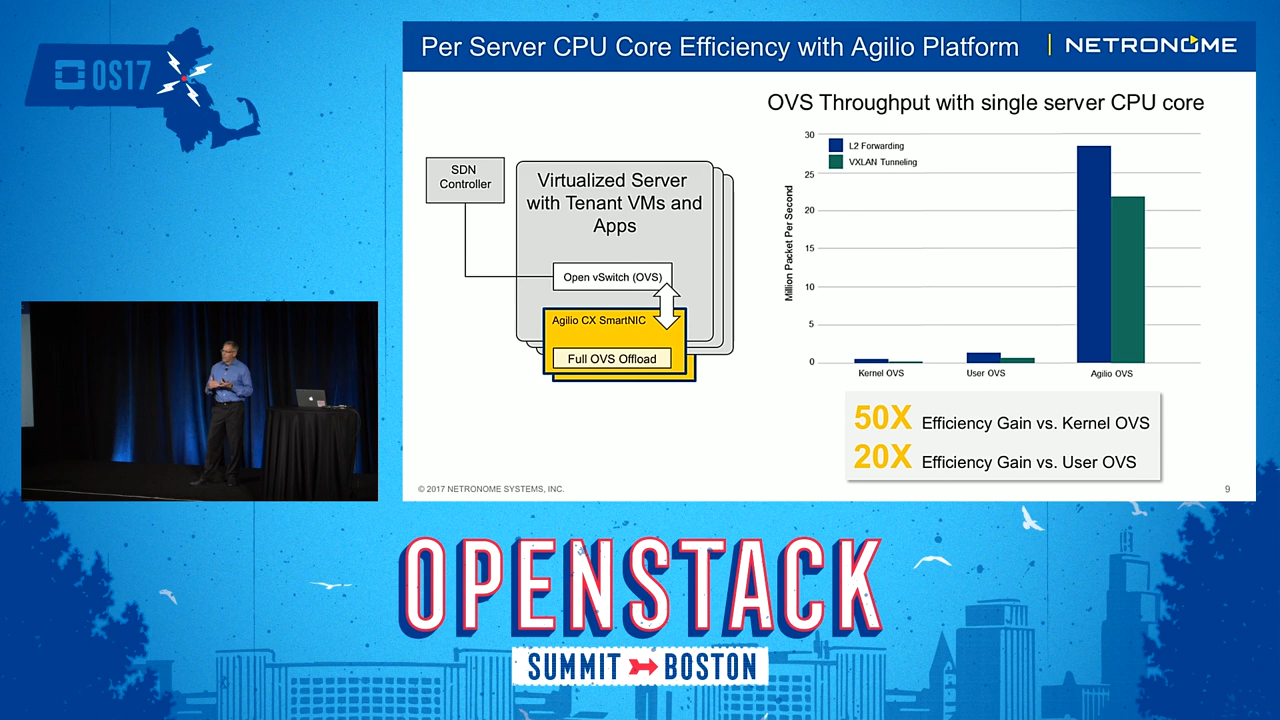 OS17
Per Server CPU Core Efficiency with Agilio Platform
NETRONOME
OVS Throughput with single server CPU core
SDN
Controller
Virtualized Server
with Tenant VMs and
Apps
Open vSwitch (OVS)
Agilio CX SmartNIC
Full OVS Offload
L2 Forwarding
VXLAN Tunneling
Million Packet Per Second
30
25
20
15
10
5
0
Kernel OVS
User OVS
Agilio OVS
50X Efficiency Gain vs. Kernel OVS
20X Efficiency Gain vs. User OVS
© 2017 NETRONOME SYSTEMS, INC.
9
OPENSTACK
SUMMIT BOSTON